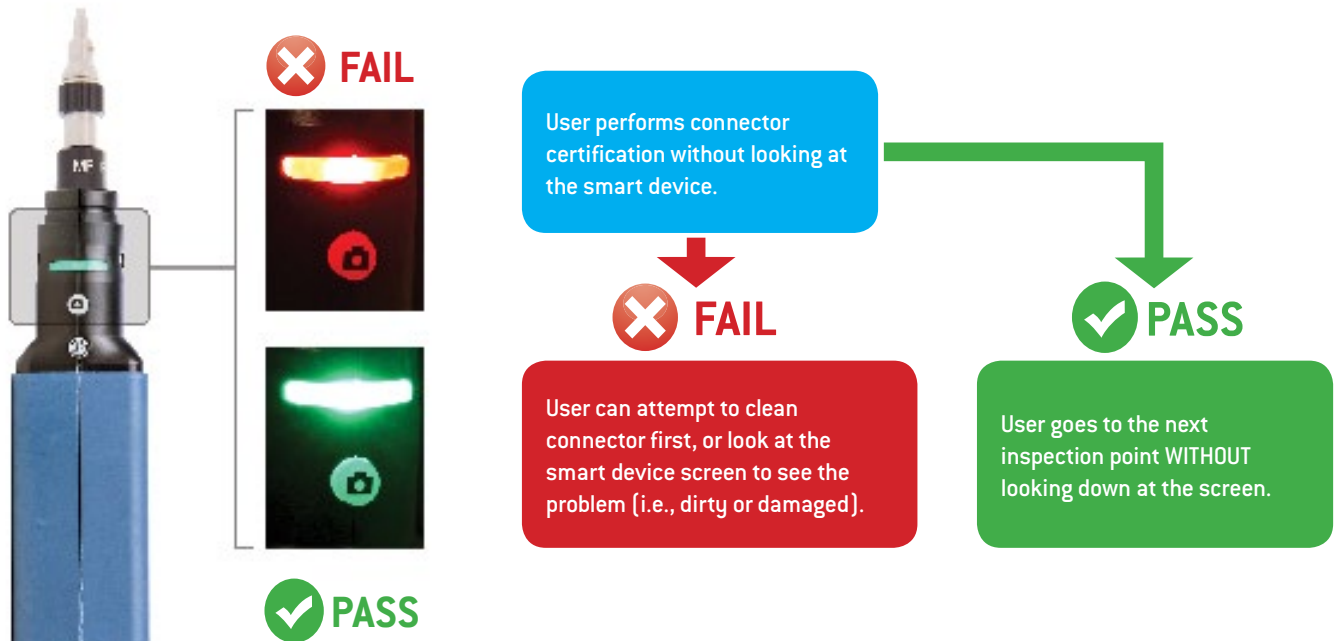 FAIL
MF
PASS
User performs connector
certification without looking at
the smart device.
FAIL
User can attempt to clean
connector first, or look at the
smart device screen to see the
problem (i.e., dirty or damaged).
PASS
User goes to the next
inspection point WITHOUT
looking down at the screen.